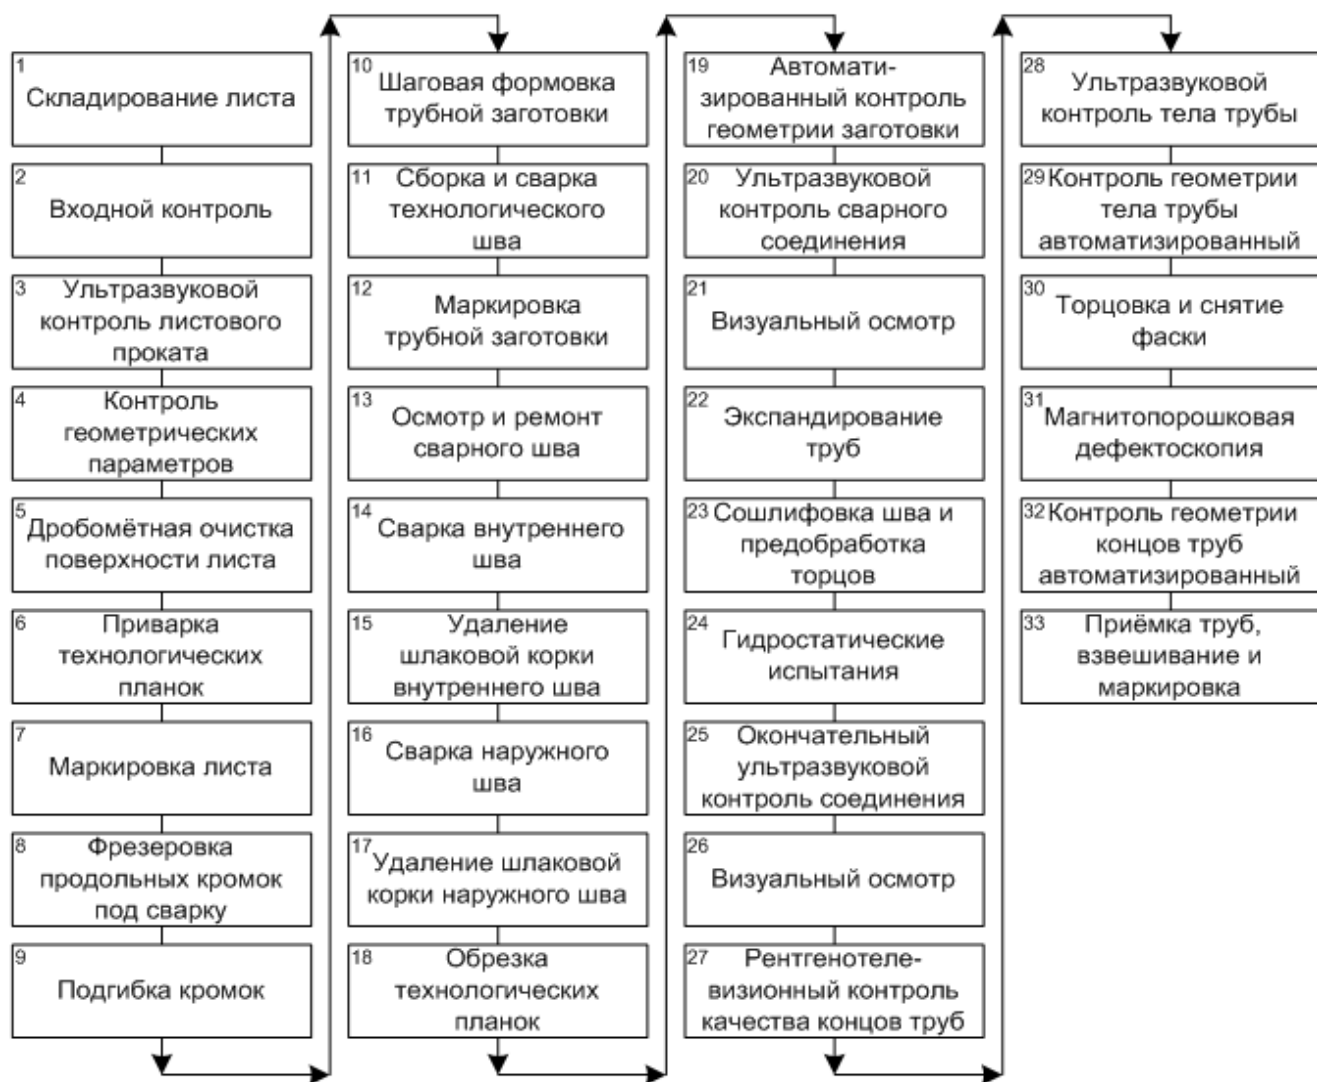 1
Складирование листа
2
Входной контроль
3
Ультразвуковой
контроль листового
проката
4
Контроль
геометрических
параметров
5
Дробомётная очистка
поверхности листа
6
Приварка
технологических
планок
7
Маркировка листа
8
Фрезеровка
продольных кромок
под сварку
9
Подгибка кромок
10
Шаговая формовка
трубной заготовки
11
Сборка и сварка
технологического
шва
12
Маркировка
трубной заготовки
13
Осмотр и ремонт
сварного шва
14
Сварка внутреннего
шва
15
Удаление
шлаковой корки
внутреннего шва
16
Сварка наружного
шва
17
Удаление шлаковой
корки наружного шва
18
Обрезка
технологических
планок
19
Автомати-
зированный контроль
геометрии заготовки
20
Ультразвуковой
контроль сварного
соединения
21
Визуальный осмотр
22
Экспандирование
труб
23
Сошлифовка шва и
предобработка
торцов
24
Гидростатические
испытания
25
Окончательный
ультразвуковой
контроль соединения
26
Визуальный осмотр
27
Рентгенотеле-
визионный контроль
качества концов труб
28
Ультразвуковой
контроль тела трубы
29
Контроль геометрии
тела трубы
автоматизированный
30
Торцовка и снятие
фаски
31
Магнитопорошковая
дефектоскопия
32
Контроль геометрии
концов труб
автоматизированный
33
Приёмка труб,
взвешивание и
маркировка